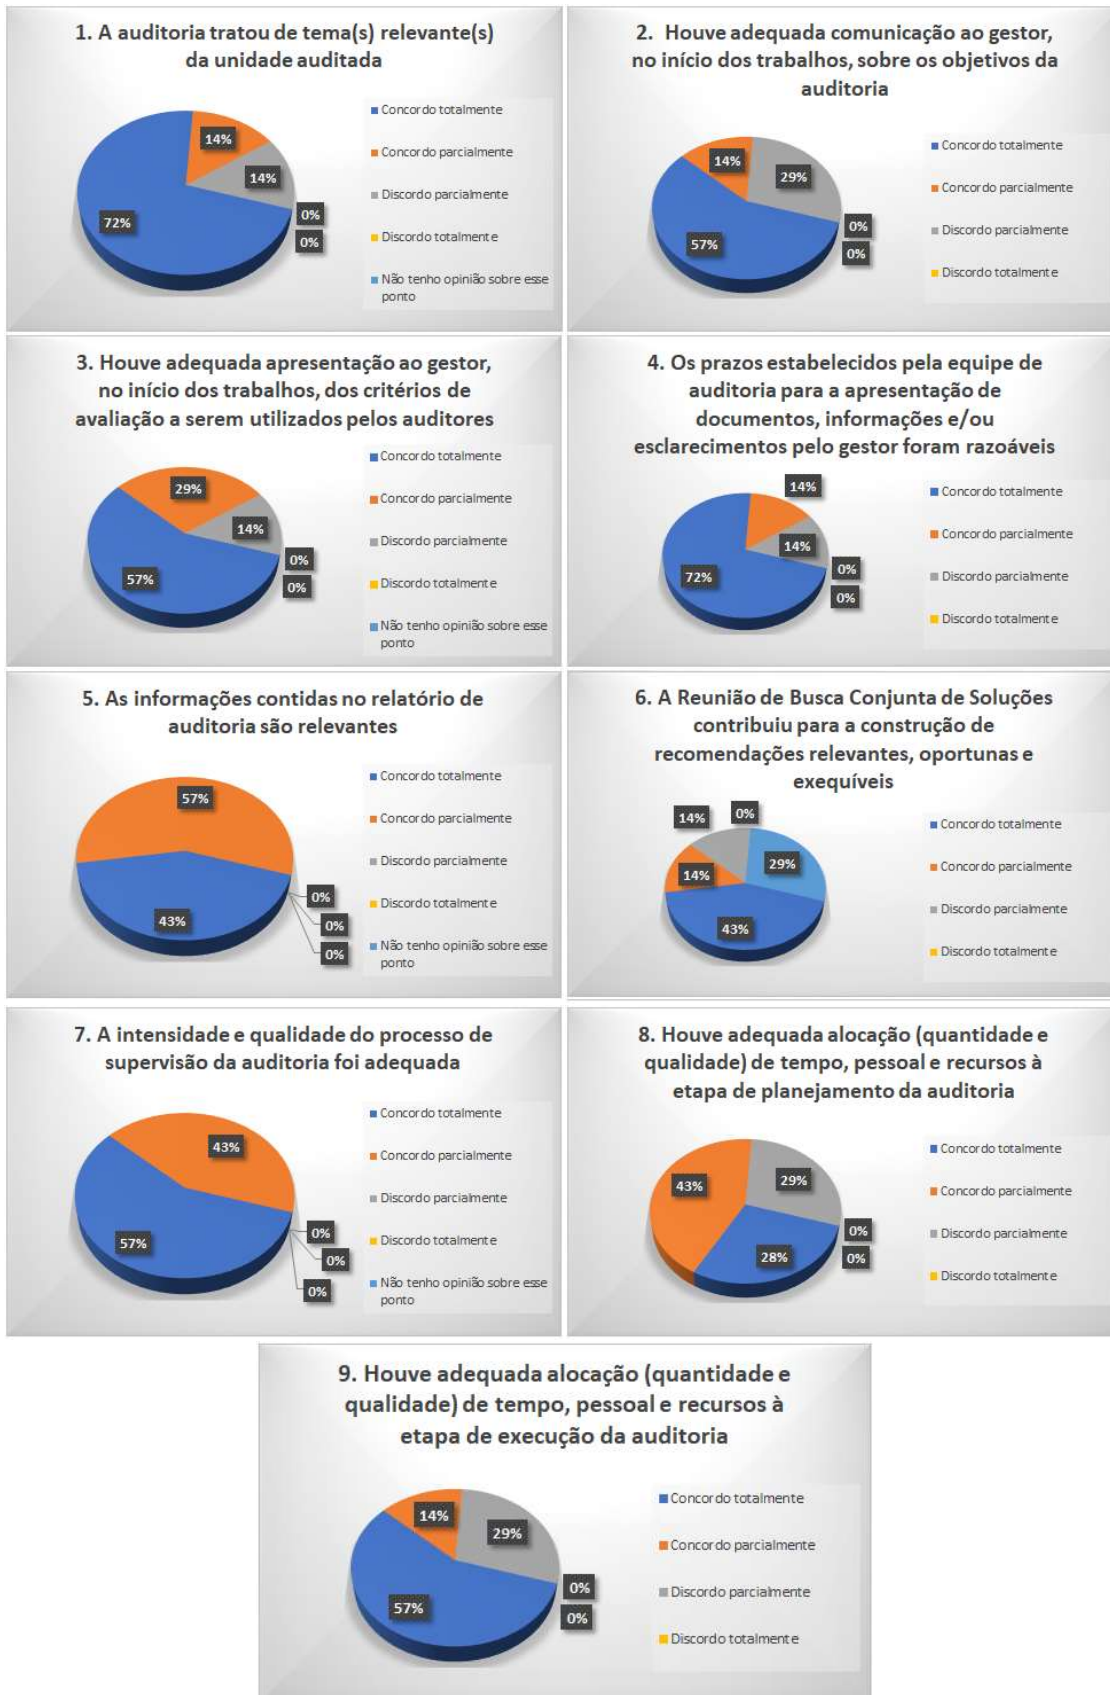 1. A auditoria tratou de tema(s) relevante(s)
da unidade auditada
14%
14%
0%
0%
72%
Concordo totalmente
Concordo parcialmente
Discordo parcialmente
Discordo totalmente
Não tenho opinião sobre esse
ponto
2. Houve adequada comunicação ao gestor,
no início dos trabalhos, sobre os objetivos da
auditoria
14%
29%
0%
0%
57%
Concordo totalmente
Concordo parcialmente
Discordo parcialmente
Discordo totalmente
3. Houve adequada apresentação ao gestor,
no início dos trabalhos, dos critérios de
avaliação a serem utilizados pelos auditores
29%
14%
0%
0%
57%
Concordo totalmente
Concordo parcialmente
Discordo parcialmente
Discordo totalmente
Não tenho opinião sobre esse
ponto
4. Os prazos estabelecidos pela equipe de
auditoria para a apresentação de
documentos, informações e/ou
esclarecimentos pelo gestor foram razoáveis
14%
14%
0%
0%
72%
Concordo totalmente
Concordo parcialmente
Discordo parcialmente
Discordo totalmente
5. As informações contidas no relatório de
auditoria são relevantes
57%
0%
0%
0%
43%
Concordo totalmente
Concordo parcialmente
Discordo parcialmente
Discordo totalmente
Não tenho opinião sobre esse
ponto
6. A Reunião de Busca Conjunta de Soluções
contribuiu para a construção de
recomendações relevantes, oportunas e
exequíveis
14%
0%
29%
14%
43%
Concordo totalmente
Concordo parcialmente
Discordo parcialmente
Discordo totalmente
7. A intensidade e qualidade do processo de
supervisão da auditoria foi adequada
43%
0%
0%
0%
57%
Concordo totalmente
Concordo parcialmente
Discordo parcialmente
Discordo totalmente
Não tenho opinião sobre esse
ponto
8. Houve adequada alocação (quantidade e
qualidade) de tempo, pessoal e recursos à
etapa de planejamento da auditoria
43%
29%
0%
0%
28%
Concordo totalmente
Concordo parcialmente
Discordo parcialmente
Discordo totalmente
9. Houve adequada alocação (quantidade e
qualidade) de tempo, pessoal e recursos à
etapa de execução da auditoria
14%
29%
0%
0%
57%
Concordo totalmente
Concordo parcialmente
Discordo parcialmente
Discordo totalmente